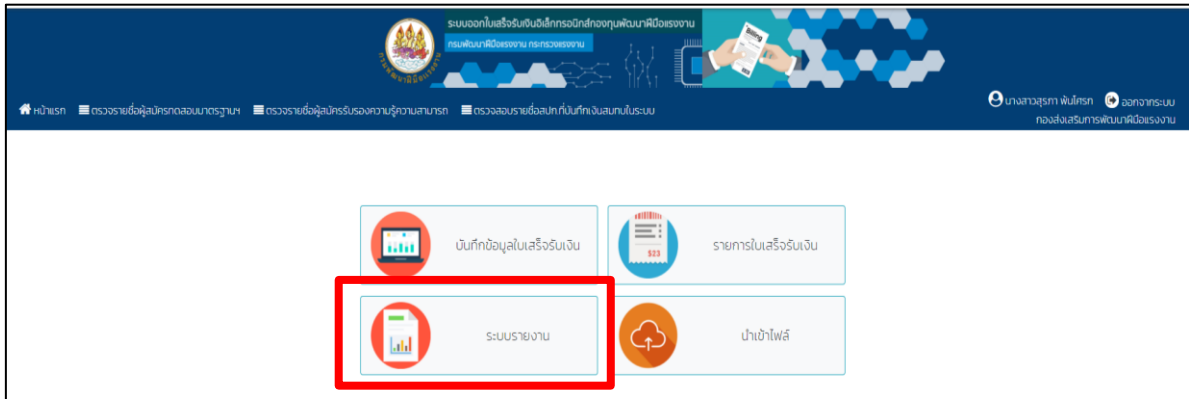 ระบบออกใบเสร็จรับเงินอิเล็กทรอนิกส์กองทุนพัฒนาฝีมือแรงงาน
กรมพัฒนาฝีมือแรงงาน กระทรวงแรงงาน
Billing
หน้าแรก ตรวจรายชื่อผู้สมัครทดสอบมาตรฐานฯ ตรวจรายชื่อผู้สมัครรับรองความรู้ความสามารถ ตรวจสอบรายชื่อสปก.ที่บันทึกเงินสมทบในระบบ
นางสาวสุรภา พันโคตร ออกจากระบบ
กองส่งเสริมการพัฒนาฝีมือแรงงาน
บันทึกข้อมูลใบเสร็จรับเงิน
$23
รายการใบเสร็จรับเงิน
ระบบรายงาน
นำเข้าไฟล์